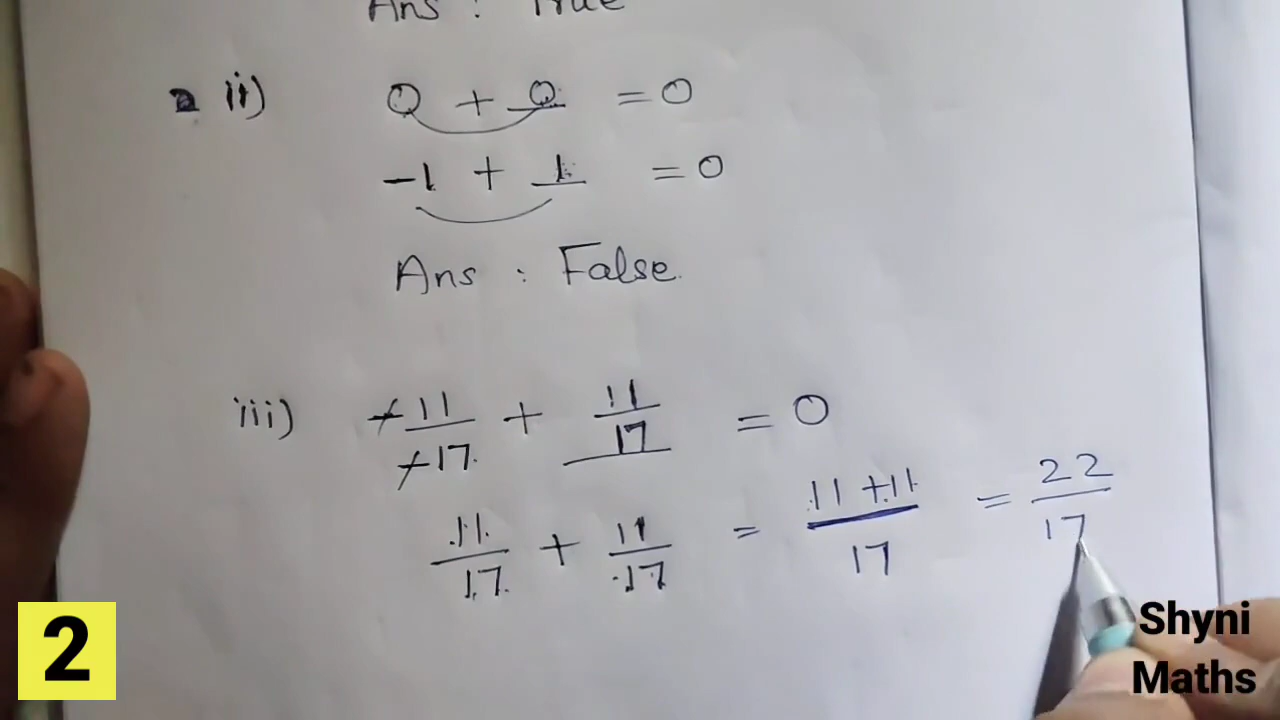 Ans : True
ii) 0 + 0 = 0
-1 + 1 = 0
Ans : False.
iii) -11/-17 + 11/17 = 0
11/17 + 11/17 = 11+11/17 = 22/17
2
Shyni
Maths